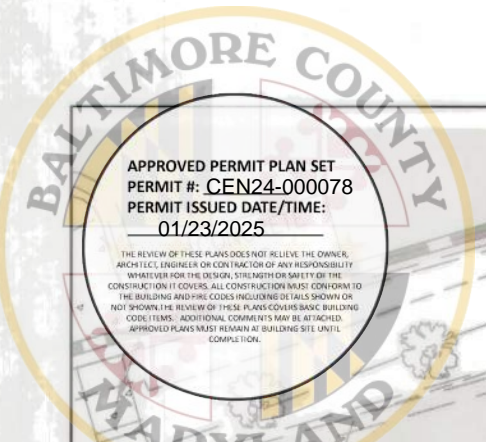 BALTIMORE COUNTY
APPROVED PERMIT PLAN SET
PERMIT #: CEN24-000078
PERMIT ISSUED DATE/TIME:
01/23/2025
THE REVIEW OF THESE PLANS DOES NOT RELIEVE THE OWNER,
ARCHITECT, ENGINEER OR CONTRACTOR OF ANY RESPONSIBILITY
WHATEVER FOR THE DESIGN, STRENGTH OR SAFETY OF THE
CONSTRUCTION IT COVERS. ALL CONSTRUCTION MUST CONFORM TO
THE BUILDING AND FIRE CODES INCLUDING DETAILS SHOWN OR
NOT SHOWN.THE REVIEW OF THESE PLANS COVERS BASIC BUILDING
CODE ITEMS. ADDITIONAL COMMENTS MAY BE ATTACHED.
APPROVED PLANS MUST REMAIN AT BUILDING SITE UNTIL
COMPLETION.
MARYLAND